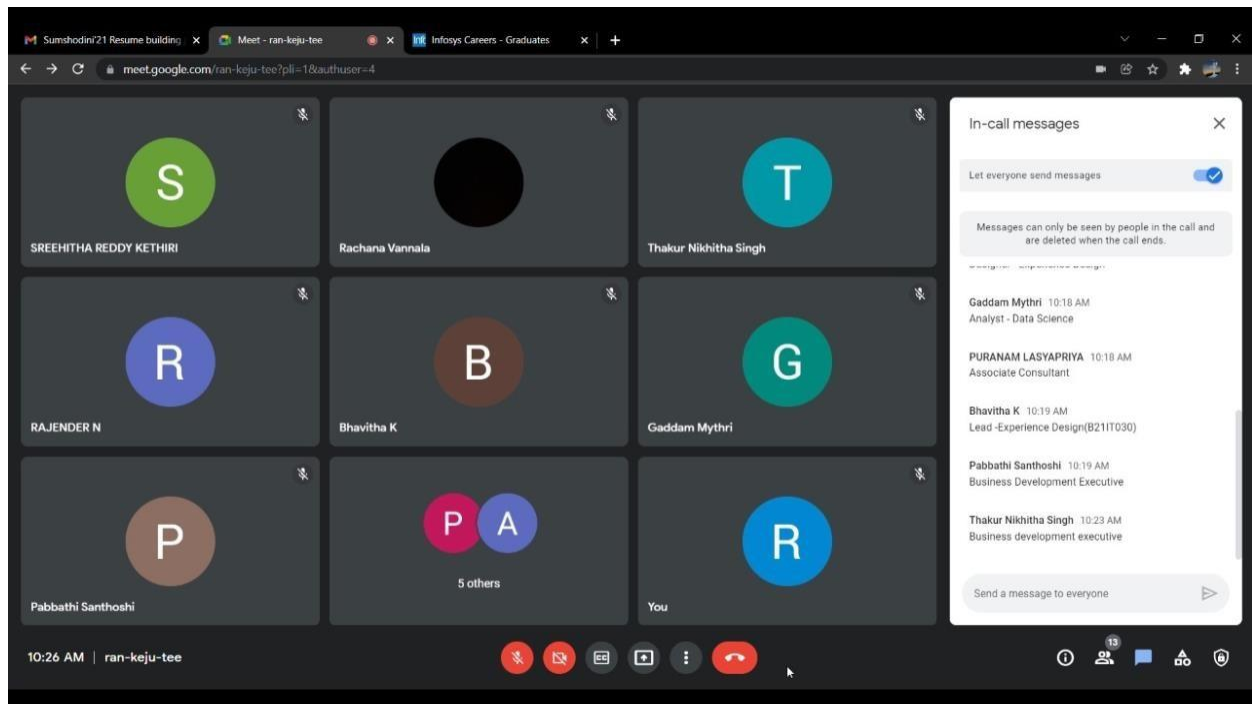 Sumshodini'21 Resume building
Meet - ran-keju-tee
Infosys Careers - Graduates
meet.google.com/ran-keju-tee?pli=1&authuser=4
S
SREEHITHA REDDY KETHIRI
Rachana Vannala
T
Thakur Nikhitha Singh
R
RAJENDER N
B
Bhavitha K
G
Gaddam Mythri
P
Pabbathi Santhoshi
P A
5 others
R
You
In-call messages
Let everyone send messages
Messages can only be seen by people in the call and
are deleted when the call ends.
Gaddam Mythri 10:18 AM
Analyst - Data Science
PURANAM LASYAPRIYA 10:18 AM
Associate Consultant
Bhavitha K 10:19 AM
Lead -Experience Design(B21IT030)
Pabbathi Santhoshi 10:19 AM
Business Development Executive
Thakur Nikhitha Singh 10:23 AM
Business development executive
Send a message to everyone
10:26 AM | ran-keju-tee
CC
13